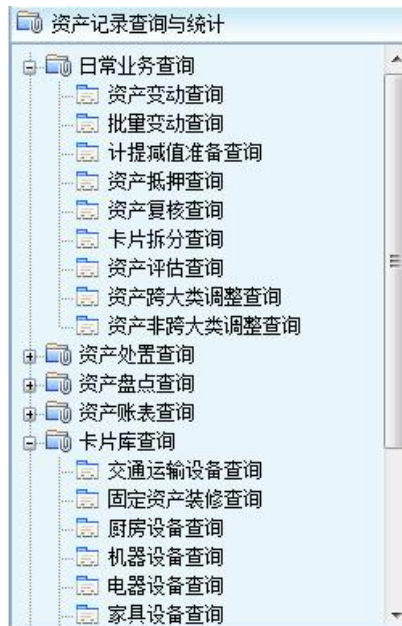 资产记录查询与统计
日常业务查询
资产变动查询
批量变动查询
计提减值准备查询
资产抵押查询
资产复核查询
卡片拆分查询
资产评估查询
资产跨大类调整查询
资产非跨大类调整查询
资产处置查询
资产盘点查询
资产账表查询
卡片库查询
交通运输设备查询
固定资产装修查询
厨房设备查询
机器设备查询
电器设备查询
家具设备查询